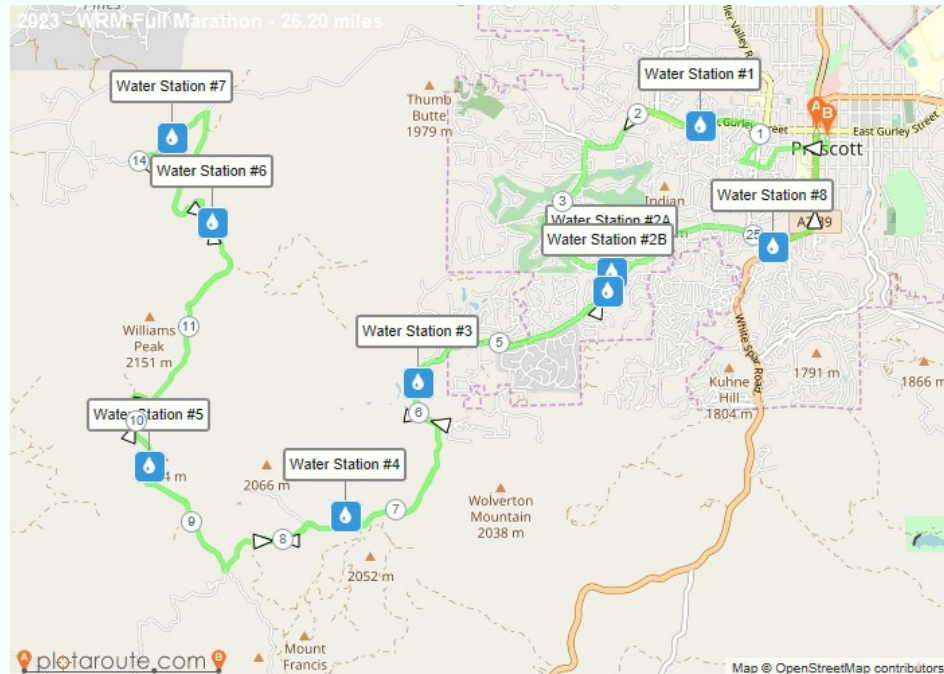 2023 - WRM Full Marathon - 26.20 miles
Pines
Water Station #7
Thumb
Butte
1979 m
Water Station #1
2
Gurley Street
1
A
B
East Gurley Street
Prescott
14
Water Station #6
3
Indian
Water Station #8
Water Station #2A
Water Station #2B
25
Williams
Peak
2151 m
11
Water Station #3
5
White Spar Road
1791 m
1866 m
Kuhne
Hill
1804 m
Water Station #5
10
6
Water Station #4
2066 m
9
7
8
Wolverton
Mountain
2038 m
2052 m
Mount
Francis
A plotaroute.com B
Map © OpenStreetMap contributors